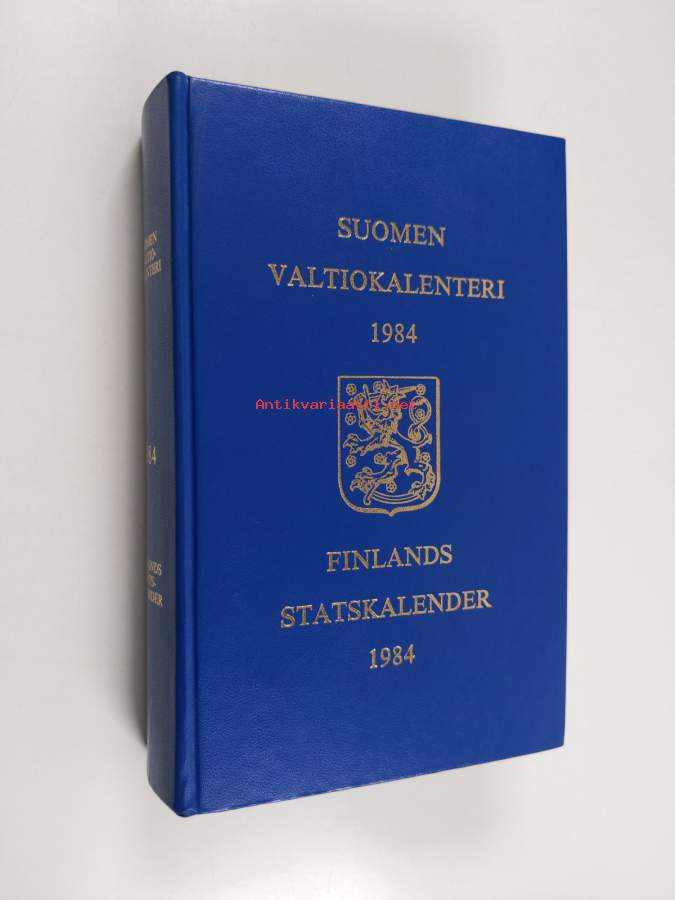 SUOMEN
VALTIOKALENTERI
1984
Antikvariaatti.net
FINLANDS
STATSKALENDER
1984